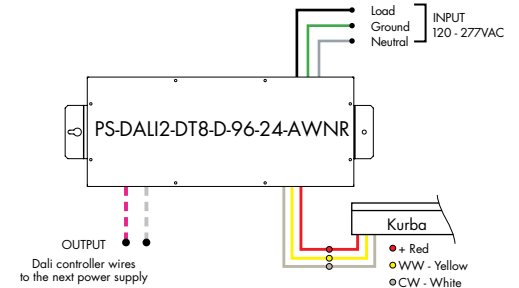 Load
Ground
Neutral
INPUT
120 - 277VAC
PS-DALI2-DT8-D-96-24-AWNR
OUTPUT
Dali controller wires
to the next power supply
Kurba
+ Red
WW - Yellow
CW - White